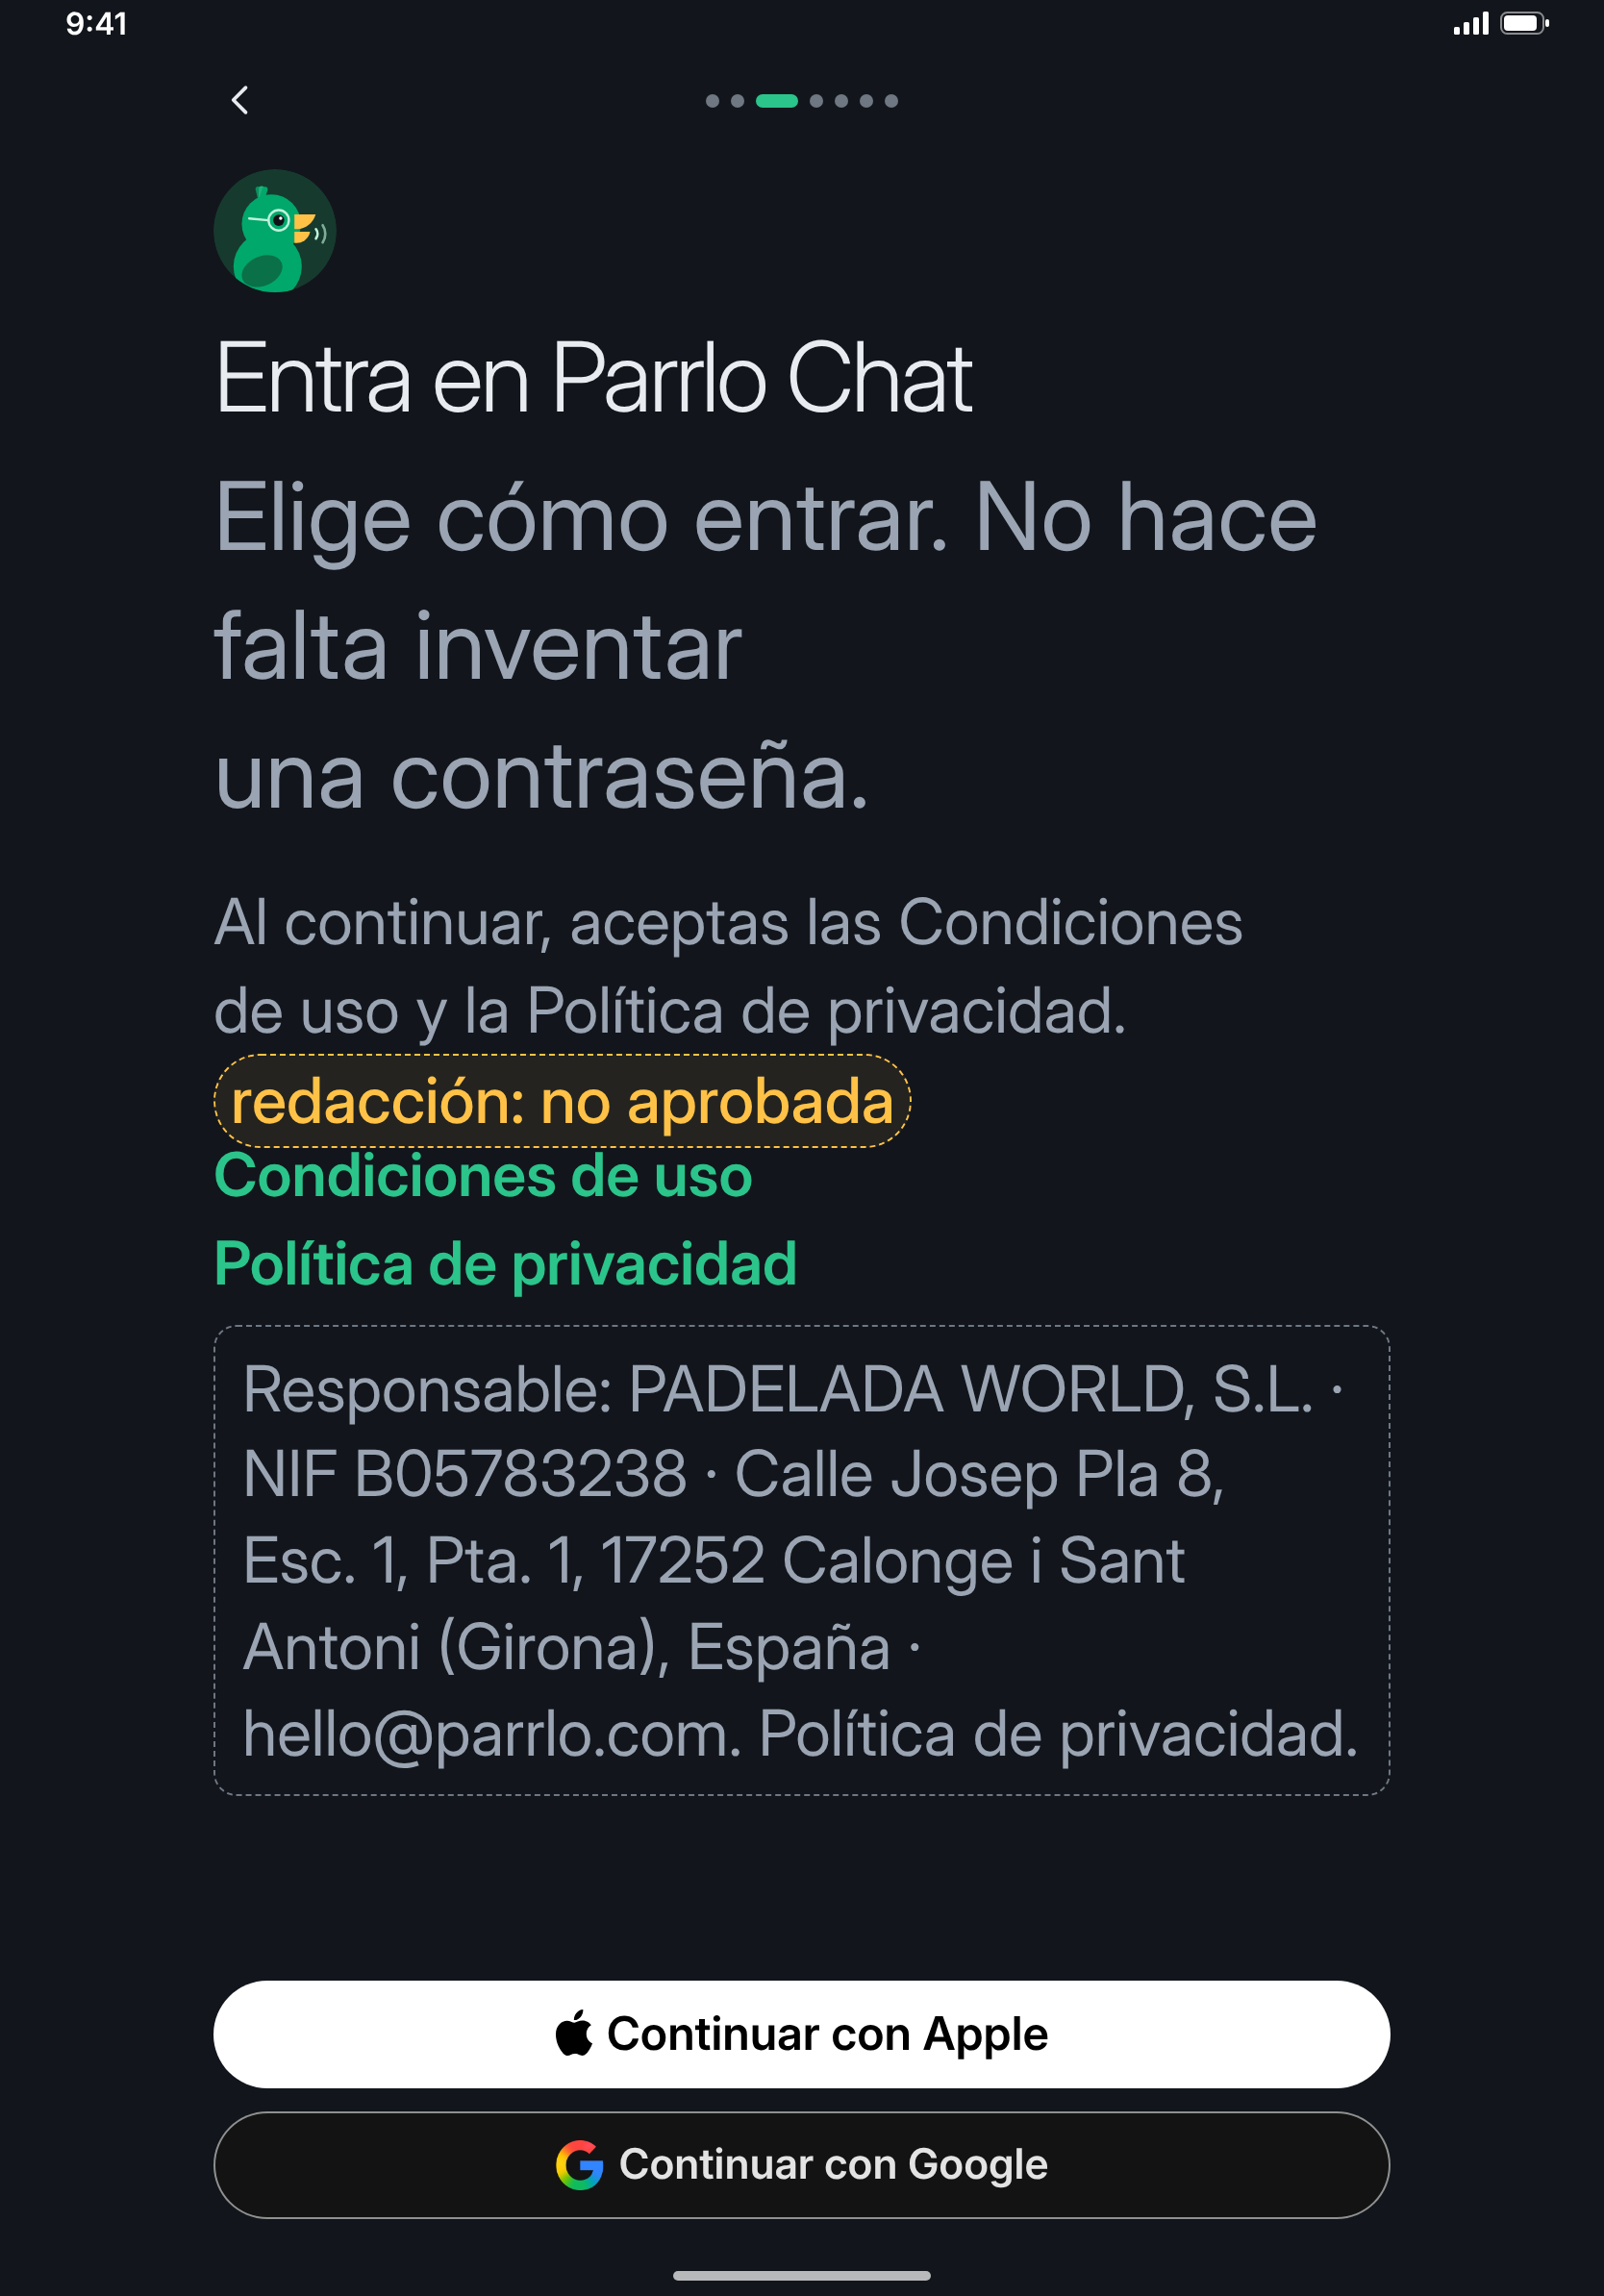 9:41
Entra en Parrlo Chat
Elige cómo entrar. No hace
falta inventar
una contraseña.
Al continuar, aceptas las Condiciones
de uso y la Política de privacidad.
redacción: no aprobada
Condiciones de uso
Política de privacidad
Responsable: PADELADA WORLD, S.L. ·
NIF B05783238 · Calle Josep Pla 8,
Esc. 1, Pta. 1, 17252 Calonge i Sant
Antoni (Girona), España ·
hello@parrlo.com. Política de privacidad.
Continuar con Apple
Continuar con Google